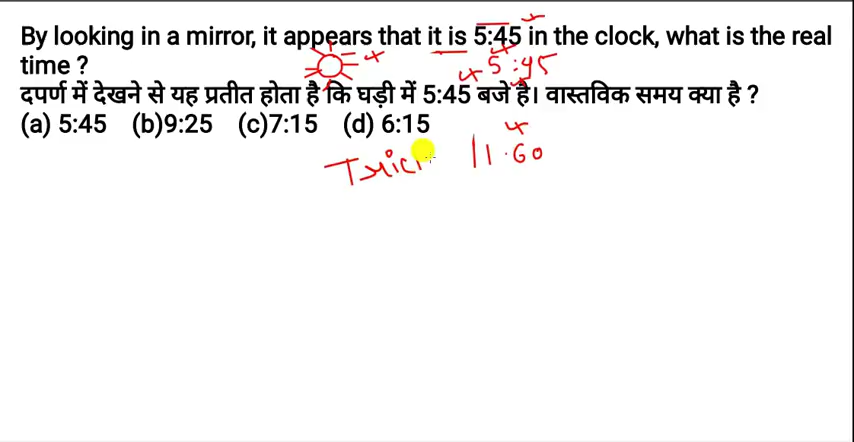 By looking in a mirror, it appears that it is 5:45 in the clock, what is the real
time ?
5:45
दपर्ण में देखने से यह प्रतीत होता है कि घड़ी में 5:45 बजे है। वास्तविक समय क्या है ?
(a) 5:45 (b)9:25 (c)7:15 (d) 6:15
11.60